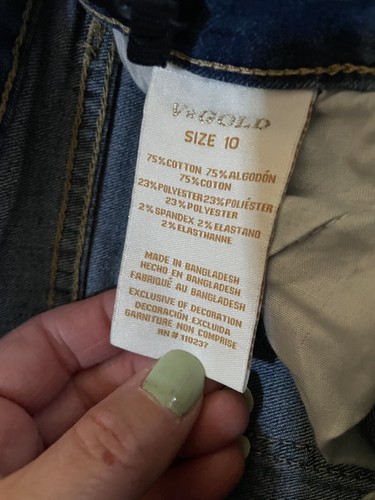 V GOLD
SIZE 10
75% COTTON 75% ALGODÓN
75% COTON
23% POLYESTER 23% POLIÉSTER
23% POLYESTER
2% SPANDEX 2% ELASTANO
2% ELASTHANNE
MADE IN BANGLADESH
HECHO EN BANGLADESH
FABRIQUÉ AU BANGLADESH
EXCLUSIVE OF DECORATION
DECORACIÓN EXCLUIDA
GARNITURE NON COMPRISE
RN# 110237